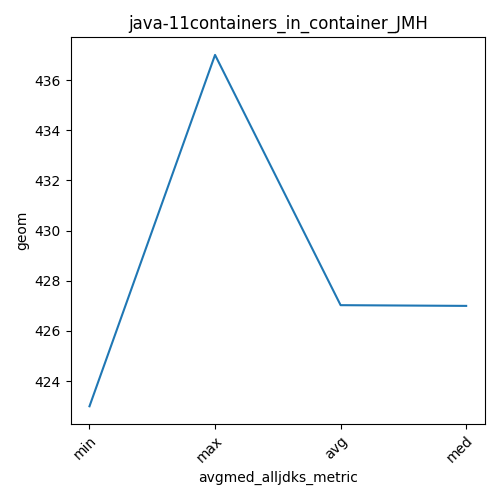 java-11containers_in_container_JMH
geom
436
434
432
430
428
426
424
min
max
avg
med
avgmed_alljdks_metric